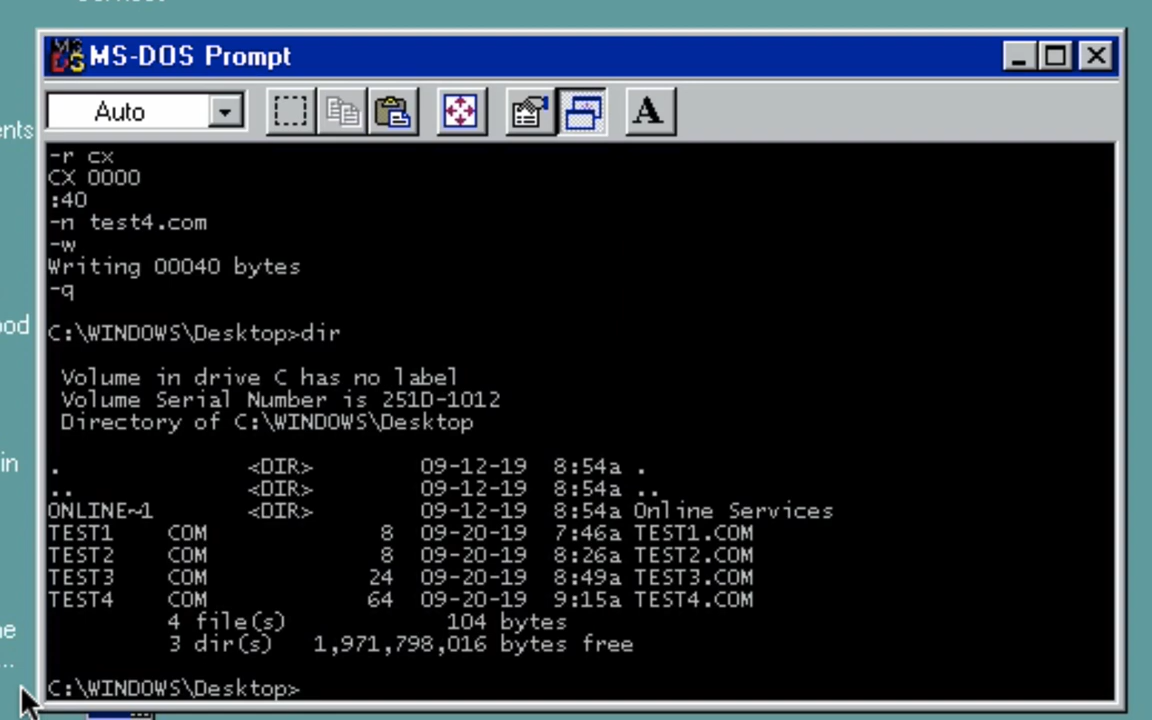 MS-DOS Prompt
Auto
A
-r cx
CX 0000
:40
-n test4.com
-w
Writing 00040 bytes
-q
C:\WINDOWS\Desktop>dir
Volume in drive C has no label
Volume Serial Number is 251D-1012
Directory of C:\WINDOWS\Desktop
. <DIR> 09-12-19 8:54a .
.. <DIR> 09-12-19 8:54a ..
ONLINE~1 <DIR> 09-12-19 8:54a Online Services
TEST1 COM 8 09-20-19 7:46a TEST1.COM
TEST2 COM 8 09-20-19 8:26a TEST2.COM
TEST3 COM 24 09-20-19 8:49a TEST3.COM
TEST4 COM 64 09-20-19 9:15a TEST4.COM
4 file(s) 104 bytes
3 dir(s) 1,971,798,016 bytes free
C:\WINDOWS\Desktop>